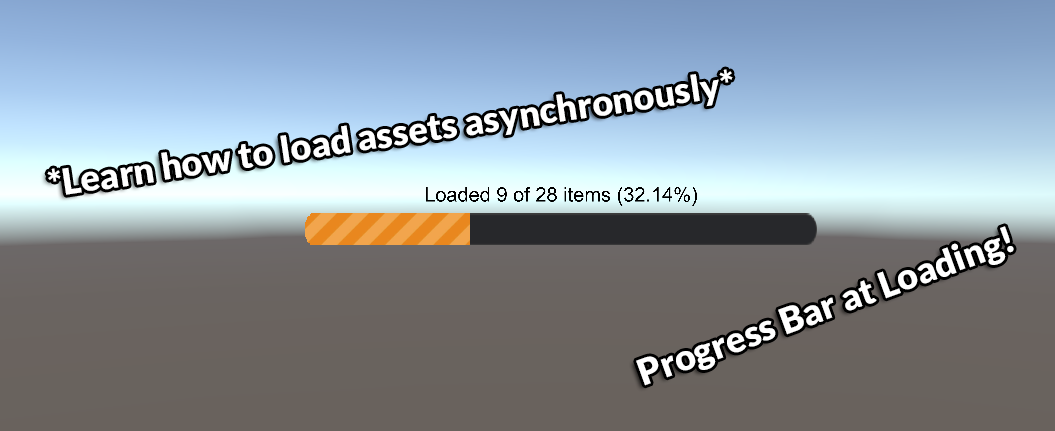 *Learn how to load assets asynchronously*
Loaded 9 of 28 items (32.14%)
Progress Bar at Loading!